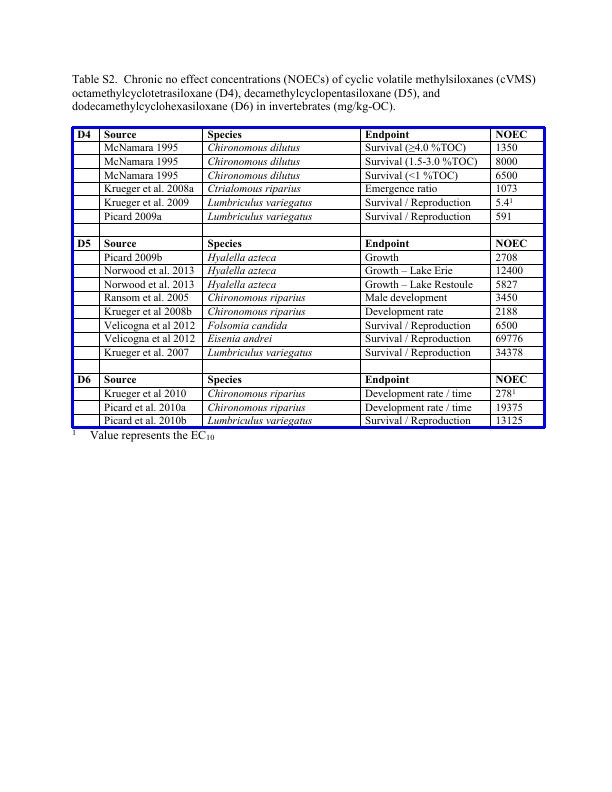 Table S2.  Chronic no effect concentrations (NOECs) of cyclic volatile methylsiloxanes (cVMS)
octamethylcyclotetrasiloxane (D4), decamethylcyclopentasiloxane (D5), and
dodecamethylcyclohexasiloxane (D6) in invertebrates (mg/kg-OC).
D4 Source Species Endpoint NOEC
McNamara 1995 Chironomous dilutus Survival (≥4.0 %TOC) 1350
McNamara 1995 Chironomous dilutus Survival (1.5-3.0 %TOC) 8000
McNamara 1995 Chironomous dilutus Survival (<1 %TOC) 6500
Krueger et al. 2008a Ctrialomous riparius Emergence ratio 1073
Krueger et al. 2009 Lumbriculus variegatus Survival / Reproduction 5.4¹
Picard 2009a Lumbriculus variegatus Survival / Reproduction 591
D5 Source Species Endpoint NOEC
Picard 2009b Hyalella azteca Growth 2708
Norwood et al. 2013 Hyalella azteca Growth – Lake Erie 12400
Norwood et al. 2013 Hyalella azteca Growth – Lake Restoule 5827
Ransom et al. 2005 Chironomous riparius Male development 3450
Krueger et al 2008b Chironomous riparius Development rate 2188
Velicogna et al 2012 Folsomia candida Survival / Reproduction 6500
Velicogna et al 2012 Eisenia andrei Survival / Reproduction 69776
Krueger et al. 2007 Lumbriculus variegatus Survival / Reproduction 34378
D6 Source Species Endpoint NOEC
Krueger et al 2010 Chironomous riparius Development rate / time 278¹
Picard et al. 2010a Chironomous riparius Development rate / time 19375
Picard et al. 2010b Lumbriculus variegatus Survival / Reproduction 13125
¹ Value represents the EC₁₀